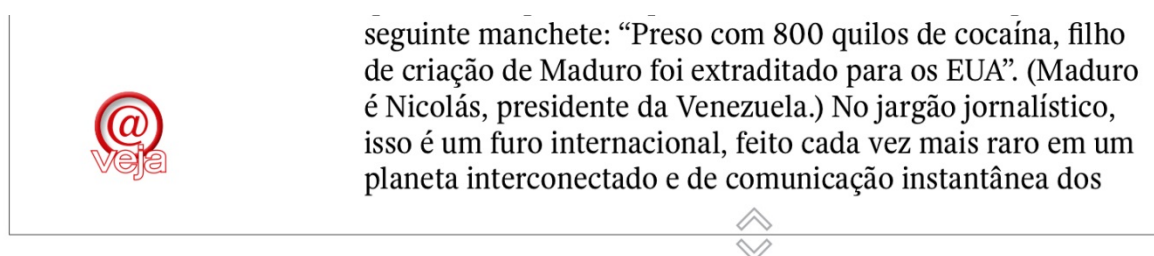 seguinte manchete: “Preso com 800 quilos de cocaína, filho
de criação de Maduro foi extraditado para os EUA”. (Maduro
é Nicolás, presidente da Venezuela.) No jargão jornalístico,
isso é um furo internacional, feito cada vez mais raro em um
planeta interconectado e de comunicação instantânea dos
@
veja